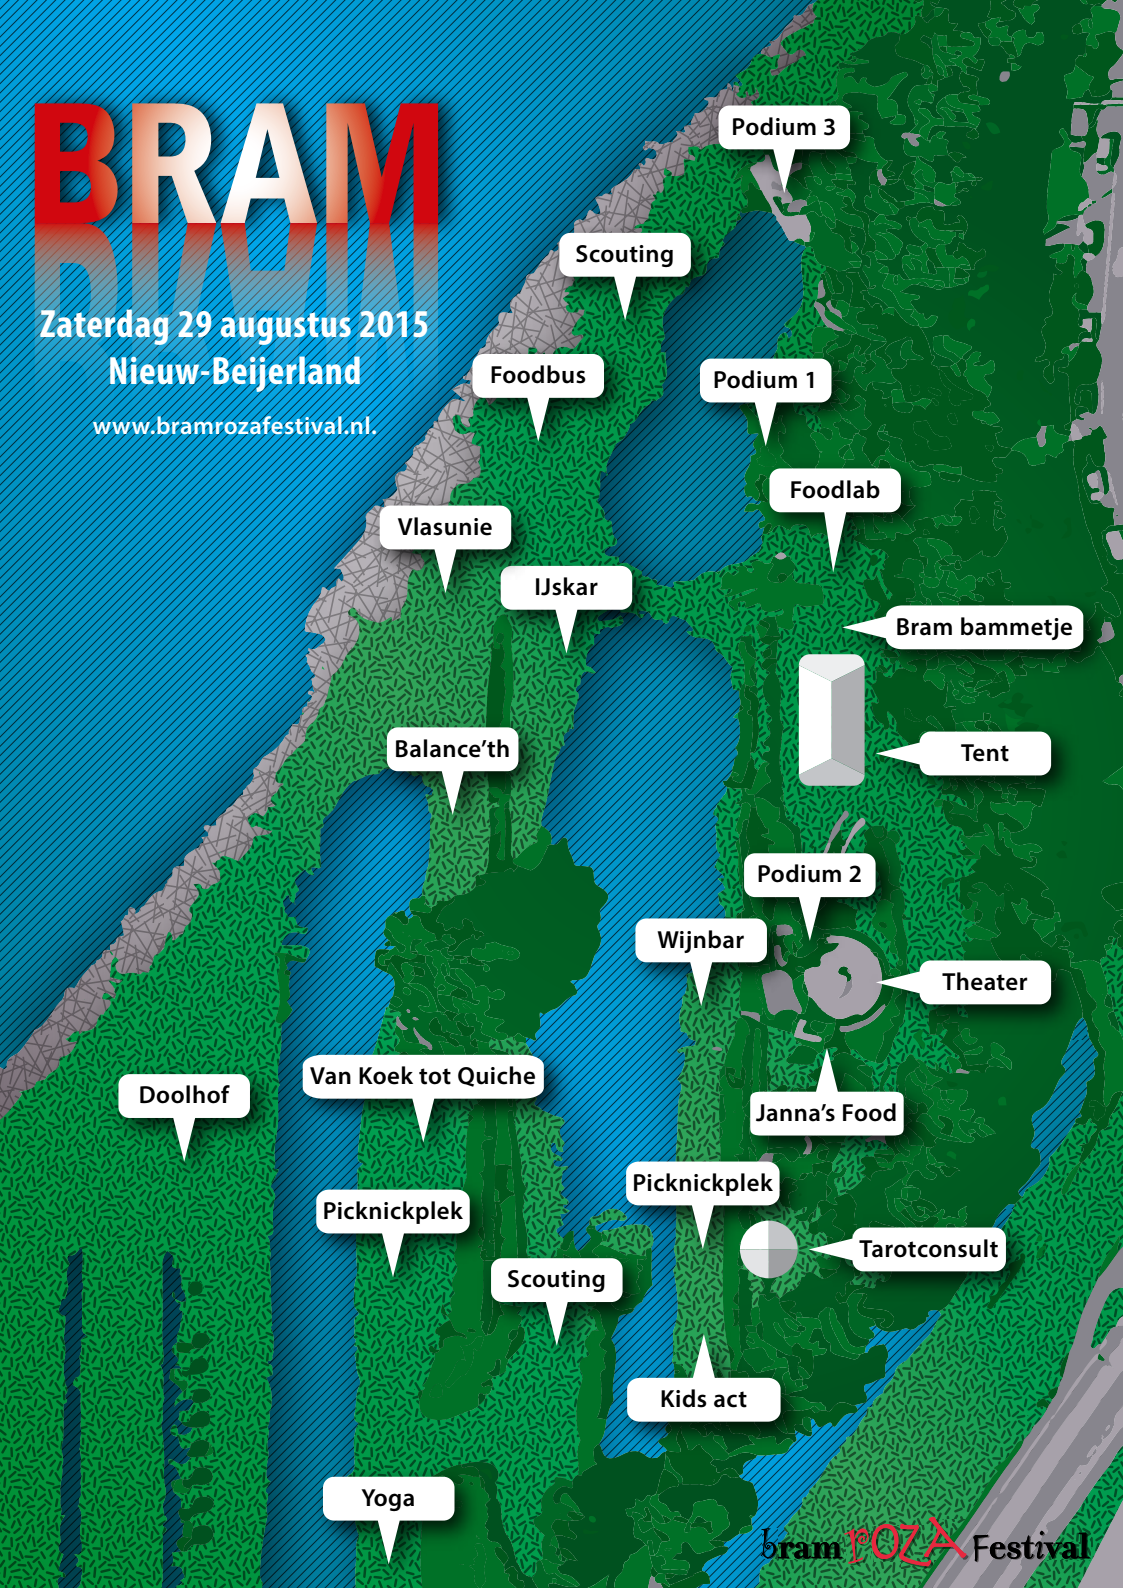 BRAM
Zaterdag 29 augustus 2015
Nieuw-Beijerland
www.bramrozafestival.nl.
Podium 3
Scouting
Foodbus
Podium 1
Foodlab
Vlasunie
IJskar
Bram bammetje
Balance’th
Tent
Podium 2
Wijnbar
Theater
Van Koek tot Quiche
Doolhof
Janna’s Food
Picknickplek
Picknickplek
Tarotconsult
Scouting
Kids act
Yoga
bram rOZA Festival